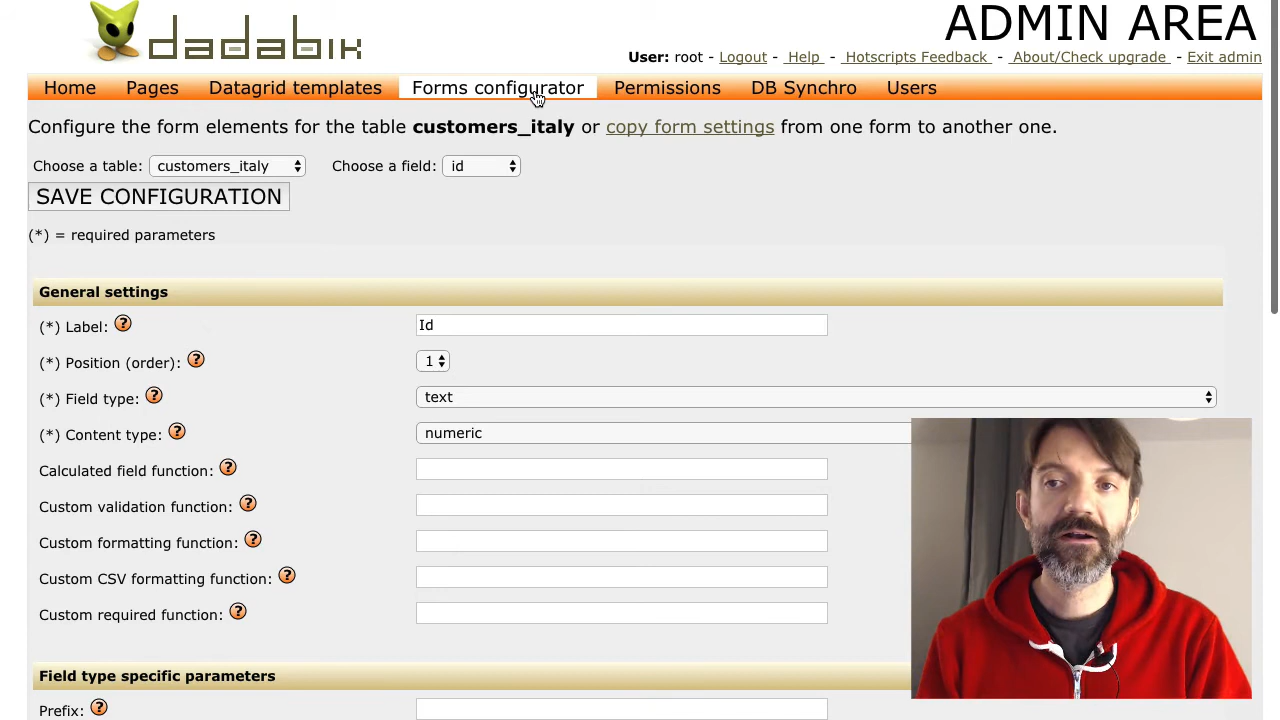 dadabik
ADMIN AREA
User: root - Logout - Help - Hotscripts Feedback - About/Check upgrade - Exit admin
Home Pages Datagrid templates Forms configurator Permissions DB Synchro Users
Configure the form elements for the table customers_italy or copy form settings from one form to another one.
Choose a table: customers_italy Choose a field: id
SAVE CONFIGURATION
(*) = required parameters
General settings
(*) Label: ? Id
(*) Position (order): ? 1
(*) Field type: ? text
(*) Content type: ? numeric
Calculated field function: ?
Custom validation function: ?
Custom formatting function: ?
Custom CSV formatting function: ?
Custom required function: ?
Field type specific parameters
Prefix: ?